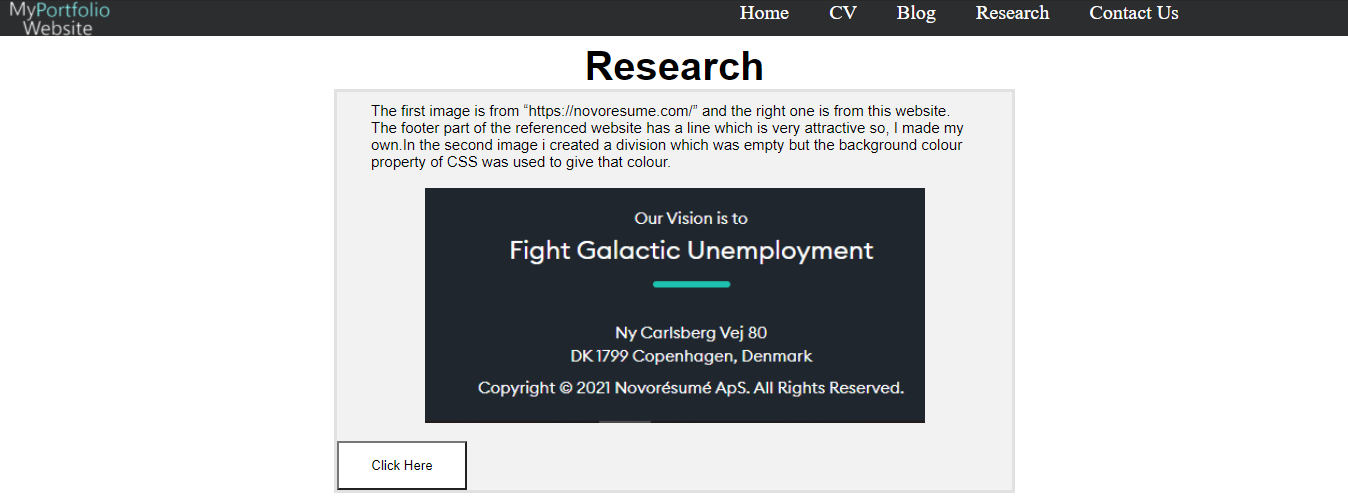 MyPortfolio
Website
Home CV Blog Research Contact Us
Research
The first image is from “https://novoresume.com/” and the right one is from this website.
The footer part of the referenced website has a line which is very attractive so, I made my
own.In the second image i created a division which was empty but the background colour
property of CSS was used to give that colour.
Our Vision is to
Fight Galactic Unemployment
Ny Carlsberg Vej 80
DK 1799 Copenhagen, Denmark
Copyright © 2021 Novorésumé ApS. All Rights Reserved.
Click Here